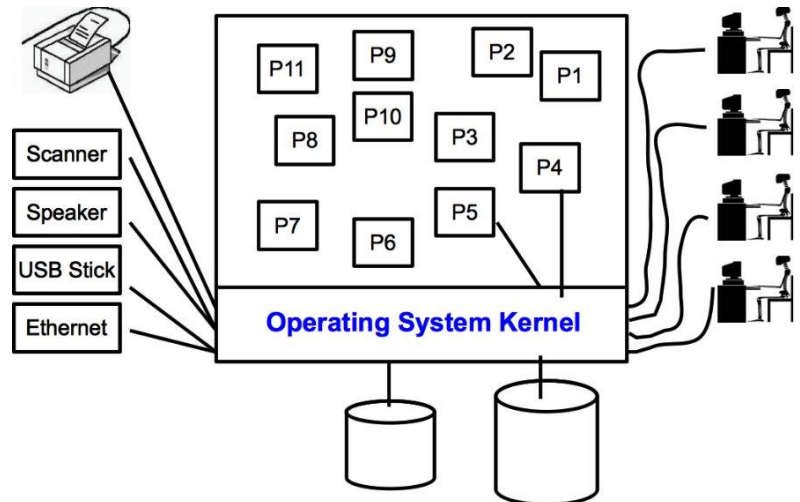 P11
P9
P2
P1
P8
P10
P3
P4
P7
P6
P5
Scanner
Speaker
USB Stick
Ethernet
Operating System Kernel